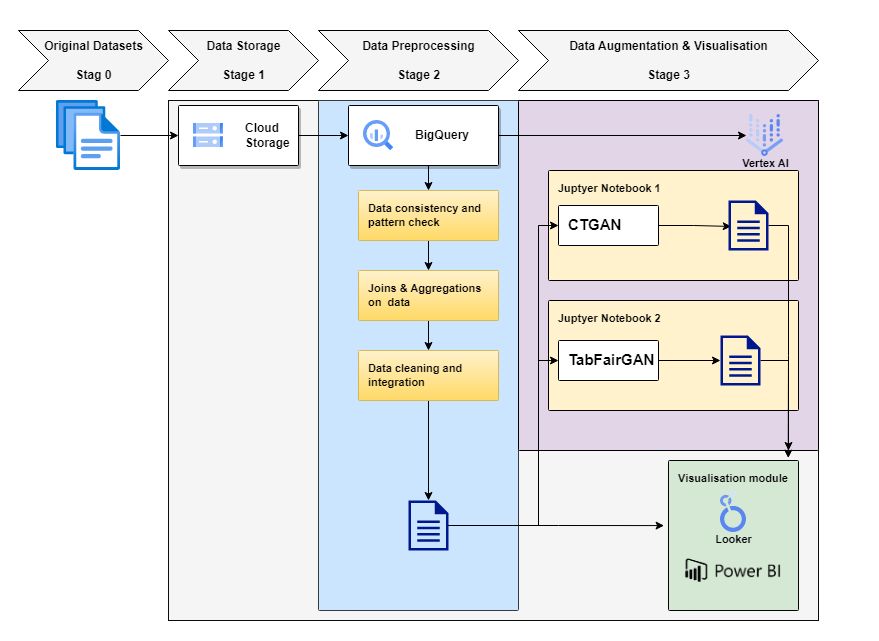 Original Datasets
Stag 0
Data Storage
Stage 1
Data Preprocessing
Stage 2
Data Augmentation & Visualisation
Stage 3
Cloud
Storage
BigQuery
Vertex AI
Data consistency and
pattern check
Joins & Aggregations
on data
Data cleaning and
integration
Juptyer Notebook 1
CTGAN
Juptyer Notebook 2
TabFairGAN
Visualisation module
Looker
Power BI